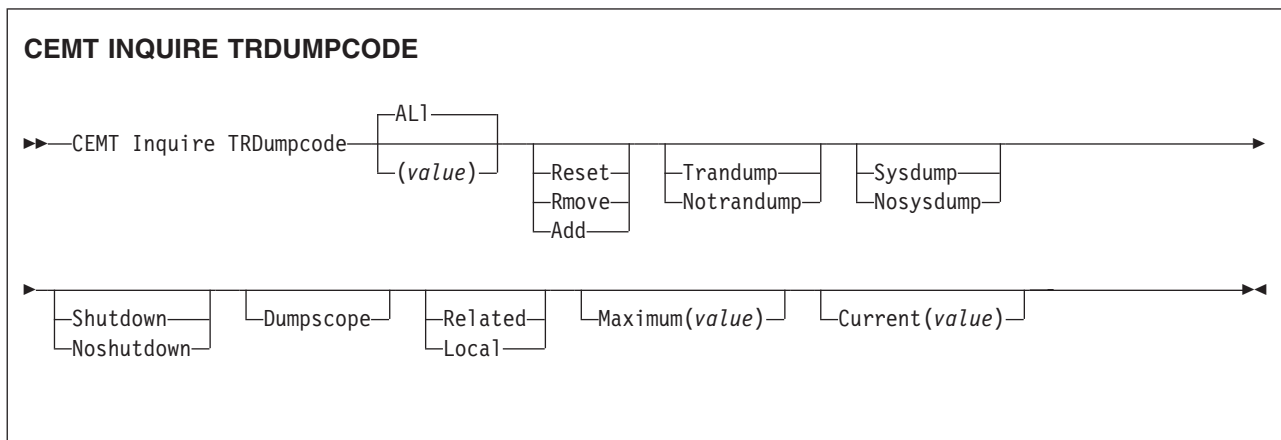 CEMT INQUIRE TRDUMPCODE
ALl
CEMT Inquire TRDumpcode
(value)
Reset
Rmove
Add
Trandump
Notrandump
Sysdump
Nosysdump
Shutdown
Noshutdown
Dumpscope
Related
Local
Maximum(value)
Current(value)